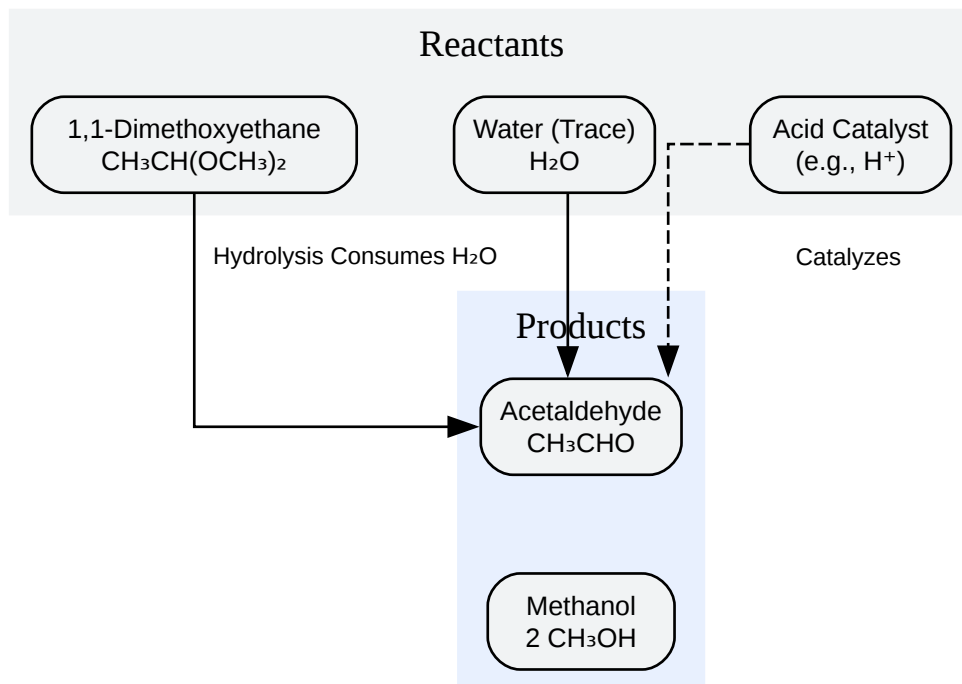 Reactants
1,1-Dimethoxyethane
CH₃CH(OCH₃)₂
Water (Trace)
H₂O
Acid Catalyst
(e.g., H⁺)
Hydrolysis Consumes H₂O
Catalyzes
Products
Acetaldehyde
CH₃CHO
Methanol
2 CH₃OH